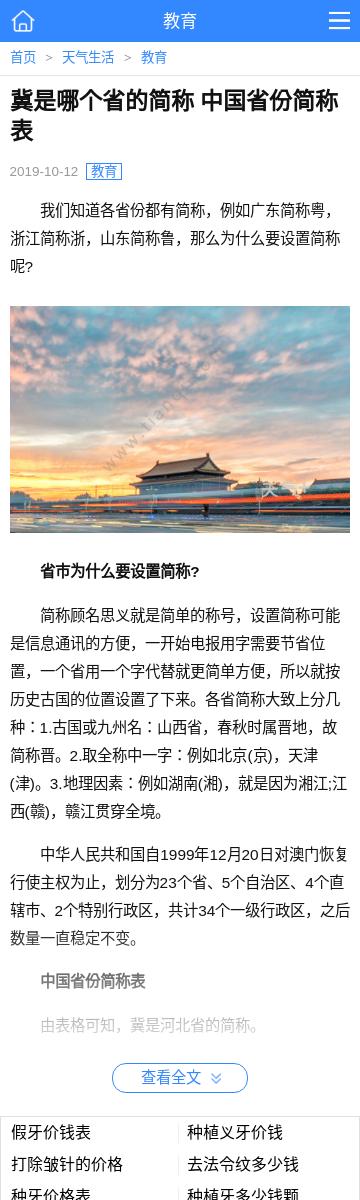 教育
首页 > 天气生活 > 教育
冀是哪个省的简称 中国省份简称
表
2019-10-12 教育
我们知道各省份都有简称，例如广东简称粤，
浙江简称浙，山东简称鲁，那么为什么要设置简称
呢?
www.tianqi.com
省市为什么要设置简称?
简称顾名思义就是简单的称号，设置简称可能
是信息通讯的方便，一开始电报用字需要节省位
置，一个省用一个字代替就更简单方便，所以就按
历史古国的位置设置了下来。各省简称大致上分几
种：1.古国或九州名：山西省，春秋时属晋地，故
简称晋。2.取全称中一字：例如北京(京)，天津
(津)。3.地理因素：例如湖南(湘)，就是因为湘江;江
西(赣)，赣江贯穿全境。
中华人民共和国自1999年12月20日对澳门恢复
行使主权为止，划分为23个省、5个自治区、4个直
辖市、2个特别行政区，共计34个一级行政区，之后
数量一直稳定不变。
中国省份简称表
由表格可知，冀是河北省的简称。
查看全文
假牙价钱表 种植义牙价钱
打除皱针的价格 去法令纹多少钱
种牙价格表 种植牙多少钱颗